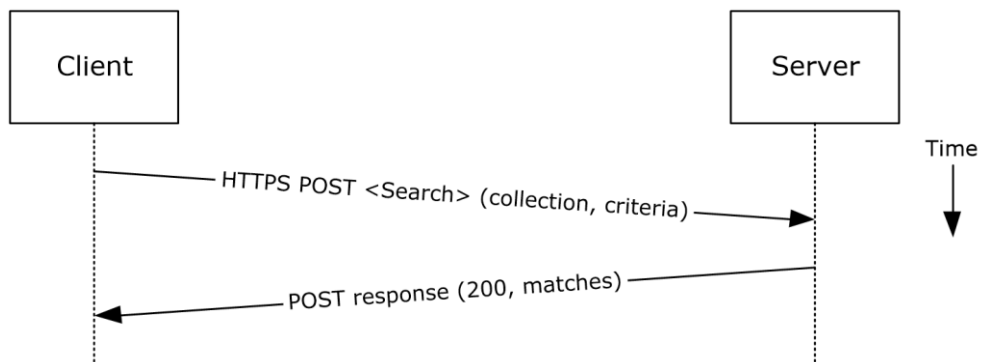 Client
Server
Time
HTTPS POST <Search> (collection, criteria)
POST response (200, matches)